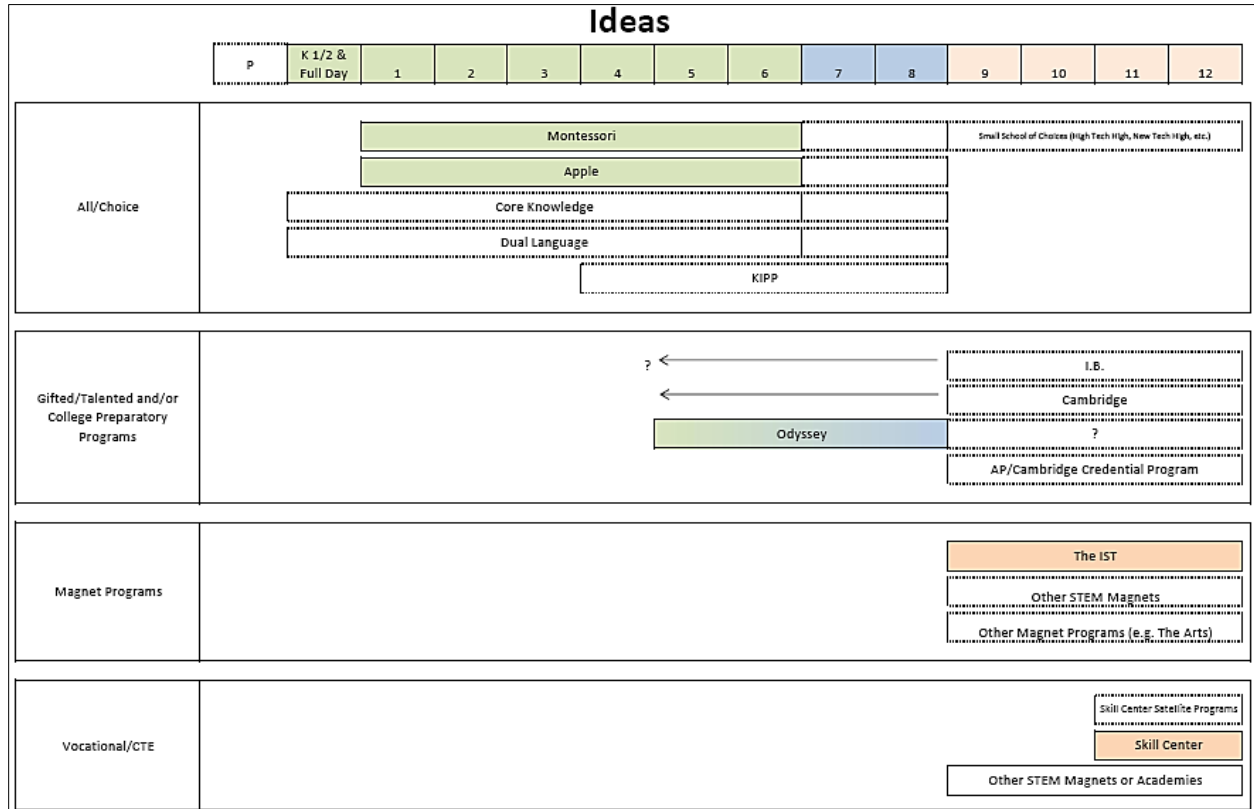 Ideas
P
K 1/2 &
Full Day
1
2
3
4
5
6
7
8
9
10
11
12
All/Choice
Montessori
Small School of Choices (High Tech High, New Tech High, etc.)
Apple
Core Knowledge
Dual Language
KIPP
Gifted/Talented and/or
College Preparatory
Programs
?
I.B.
Cambridge
Odyssey
?
AP/Cambridge Credential Program
Magnet Programs
The IST
Other STEM Magnets
Other Magnet Programs (e.g. The Arts)
Vocational/CTE
Skill Center Satellite Programs
Skill Center
Other STEM Magnets or Academies